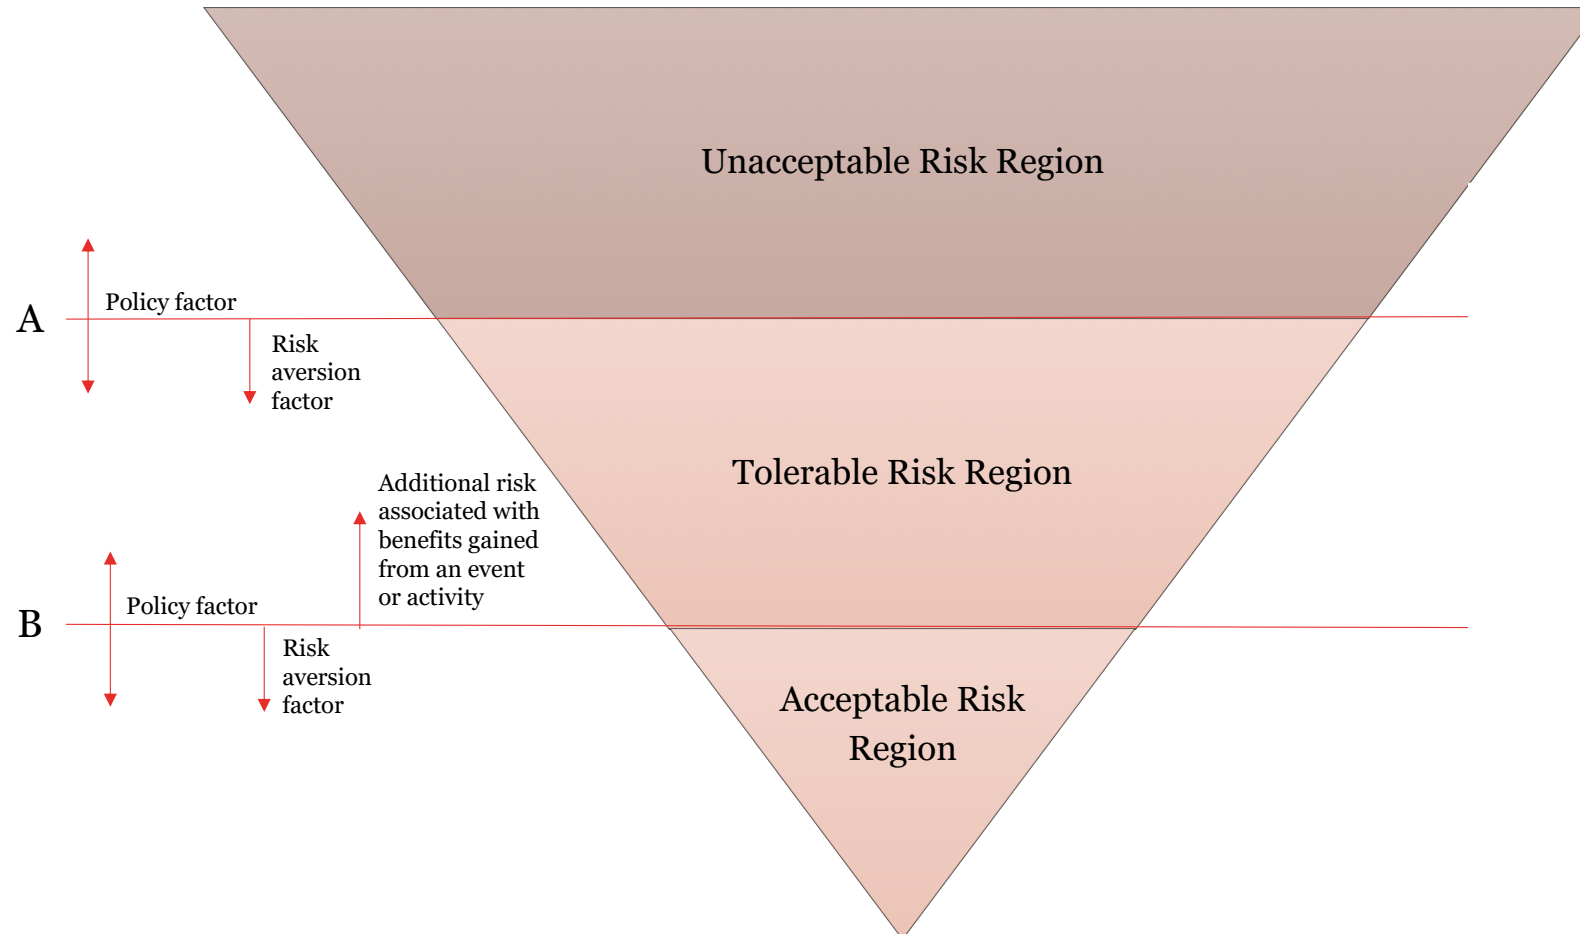 Unacceptable Risk Region
A
Policy factor
Risk
aversion
factor
Tolerable Risk Region
Additional risk
associated with
benefits gained
from an event
or activity
B
Policy factor
Risk
aversion
factor
Acceptable Risk
Region